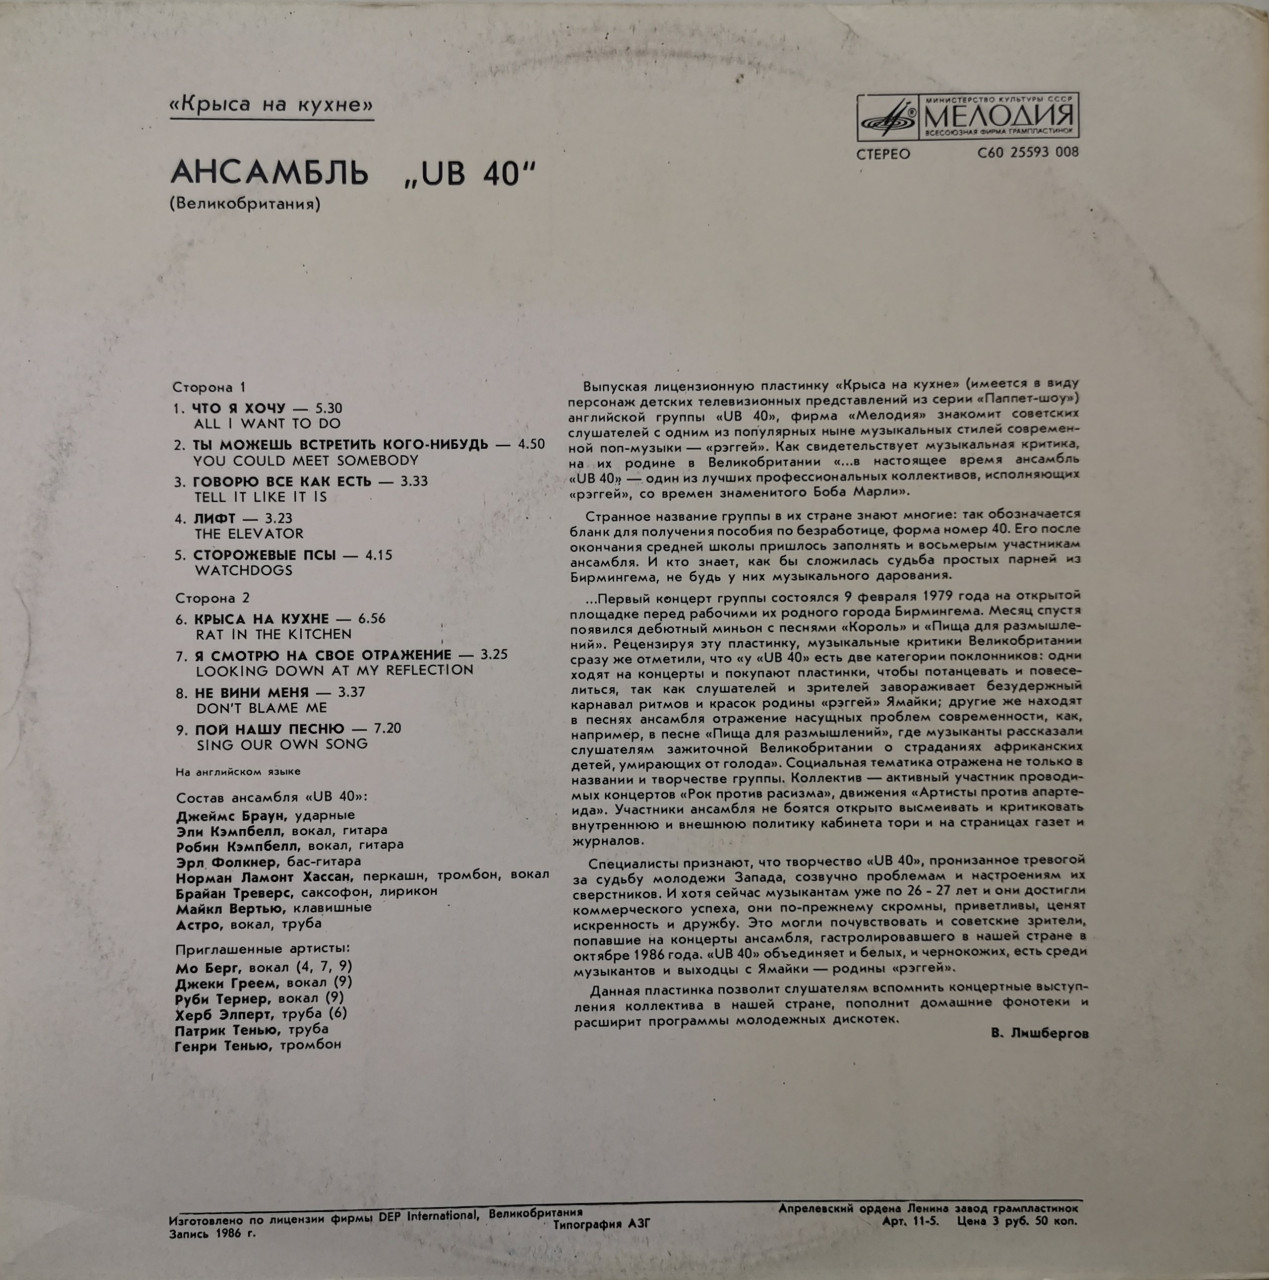 «Крыса на кухне»
МИНИСТЕРСТВО КУЛЬТУРЫ СССР
МЕЛОДИЯ
ВСЕСОЮЗНАЯ ФИРМА ГРАМПЛАСТИНОК
СТЕРЕО С60 25593 008
АНСАМБЛЬ „UB 40“
(Великобритания)
Сторона 1
1. ЧТО Я ХОЧУ — 5.30
ALL I WANT TO DO
2. ТЫ МОЖЕШЬ ВСТРЕТИТЬ КОГО-НИБУДЬ — 4.50
YOU COULD MEET SOMEBODY
3. ГОВОРЮ ВСЕ КАК ЕСТЬ — 3.33
TELL IT LIKE IT IS
4. ЛИФТ — 3.23
THE ELEVATOR
5. СТОРОЖЕВЫЕ ПСЫ — 4.15
WATCHDOGS
Сторона 2
6. КРЫСА НА КУХНЕ — 6.56
RAT IN THE KITCHEN
7. Я СМОТРЮ НА СВОЕ ОТРАЖЕНИЕ — 3.25
LOOKING DOWN AT MY REFLECTION
8. НЕ ВИНИ МЕНЯ — 3.37
DON'T BLAME ME
9. ПОЙ НАШУ ПЕСНЮ — 7.20
SING OUR OWN SONG
На английском языке
Состав ансамбля «UB 40»:
Джеймс Браун, ударные
Эли Кэмпбелл, вокал, гитара
Робин Кэмпбелл, вокал, гитара
Эрл Фолкнер, бас-гитара
Норман Ламонт Хассан, перкашн, тромбон, вокал
Брайан Треверс, саксофон, лирикон
Майкл Вертью, клавишные
Астро, вокал, труба
Приглашенные артисты:
Мо Берг, вокал (4, 7, 9)
Джеки Греем, вокал (9)
Руби Тернер, вокал (9)
Херб Элперт, труба (6)
Патрик Тенью, труба
Генри Тенью, тромбон
Выпуская лицензионную пластинку «Крыса на кухне» (имеется в виду
персонаж детских телевизионных представлений из серии «Паппет-шоу»)
английской группы «UB 40», фирма «Мелодия» знакомит советских
слушателей с одним из популярных ныне музыкальных стилей современ-
ной поп-музыки — «рэггей». Как свидетельствует музыкальная критика,
на их родине в Великобритании «...в настоящее время ансамбль
«UB 40» — один из лучших профессиональных коллективов, исполняющих
«рэггей», со времен знаменитого Боба Марли».
Странное название группы в их стране знают многие: так обозначается
бланк для получения пособия по безработице, форма номер 40. Его после
окончания средней школы пришлось заполнять и восьмерым участникам
ансамбля. И кто знает, как бы сложилась судьба простых парней из
Бирмингема, не будь у них музыкального дарования.
...Первый концерт группы состоялся 9 февраля 1979 года на открытой
площадке перед рабочими их родного города Бирмингема. Месяц спустя
появился дебютный миньон с песнями «Король» и «Пища для размышле-
ний». Рецензируя эту пластинку, музыкальные критики Великобритании
сразу же отметили, что «у «UB 40» есть две категории поклонников: одни
ходят на концерты и покупают пластинки, чтобы потанцевать и повесе-
литься, так как слушателей и зрителей завораживает безудержный
карнавал ритмов и красок родины «рэггей» Ямайки; другие же находят
в песнях ансамбля отражение насущных проблем современности, как,
например, в песне «Пища для размышлений», где музыканты рассказали
слушателям зажиточной Великобритании о страданиях африканских
детей, умирающих от голода». Социальная тематика отражена не только в
названии и творчестве группы. Коллектив — активный участник проводи-
мых концертов «Рок против расизма», движения «Артисты против апарте-
ида». Участники ансамбля не боятся открыто высмеивать и критиковать
внутреннюю и внешнюю политику кабинета тори и на страницах газет и
журналов.
Специалисты признают, что творчество «UB 40», пронизанное тревогой
за судьбу молодежи Запада, созвучно проблемам и настроениям их
сверстников. И хотя сейчас музыкантам уже по 26 - 27 лет и они достигли
коммерческого успеха, они по-прежнему скромны, приветливы, ценят
искренность и дружбу. Это могли почувствовать и советские зрители,
попавшие на концерты ансамбля, гастролировавшего в нашей стране в
октябре 1986 года. «UB 40» объединяет и белых, и чернокожих, есть среди
музыкантов и выходцы с Ямайки — родины «рэггей».
Данная пластинка позволит слушателям вспомнить концертные выступ-
ления коллектива в нашей стране, пополнит домашние фонотеки и
расширит программы молодежных дискотек.
В. Лишбергов
Изготовлено по лицензии фирмы DEP International, Великобритания
Типография АЗГ
Запись 1986 г.
Апрелевский ордена Ленина завод грампластинок
Арт. 11-5. Цена 3 руб. 50 коп.